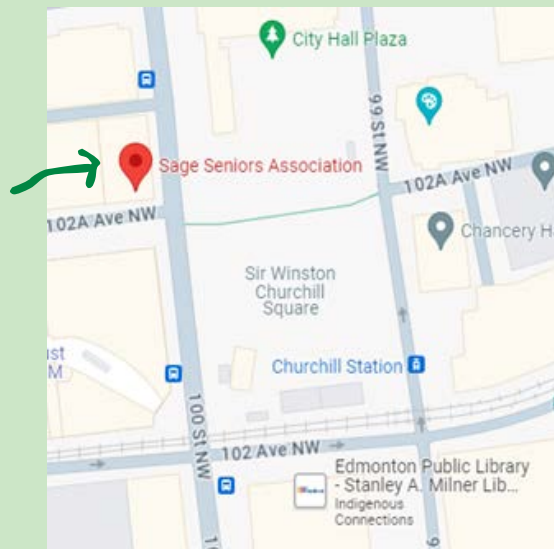 City Hall Plaza
99 St NW
Sage Seniors Association
102A Ave NW
102A Ave NW
Chancery H
Sir Winston
Churchill
Square
ust
M
Churchill Station
100 St NW
102 Ave NW
Edmonton Public Library
- Stanley A. Milner Lib...
Indigenous
Connections